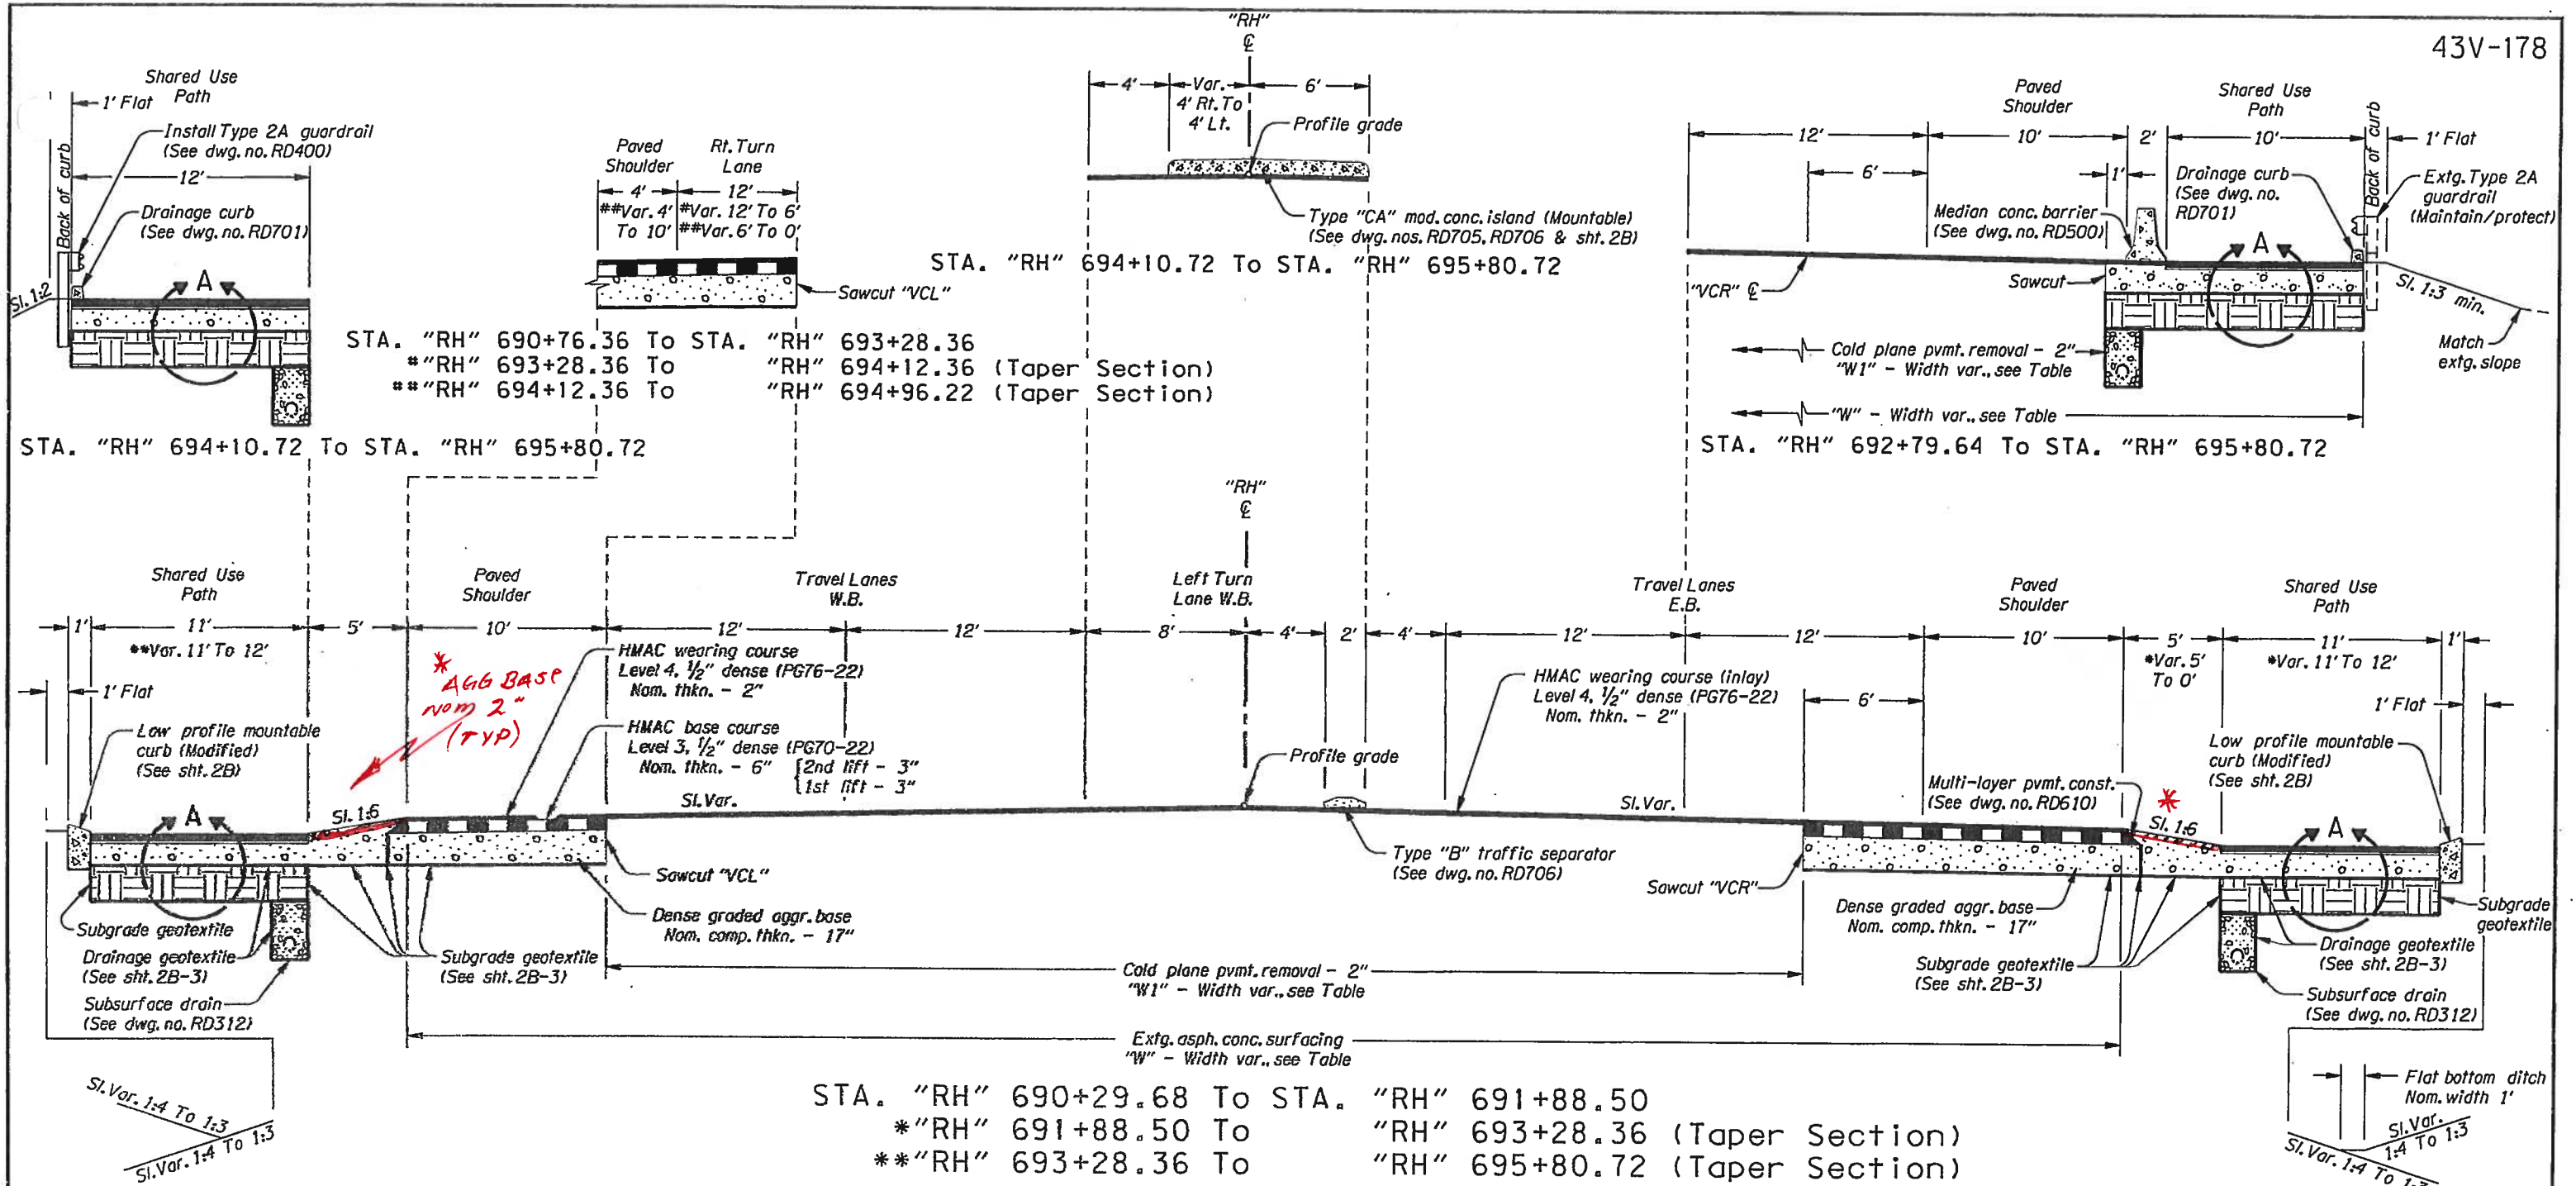 43V-178
"RH"
℄
4'
Var.
4' Rt. To
4' Lt.
6'
Profile grade
Type "CA" mod. conc. island (Mountable)
(See dwg. nos. RD705, RD706 & sht. 2B)
STA. "RH" 694+10.72 To STA. "RH" 695+80.72
Shared Use
Path
1' Flat
Install Type 2A guardrail
(See dwg. no. RD400)
Back of curb
12'
Drainage curb
(See dwg. no. RD701)
Sl. 1:2
A
STA. "RH" 694+10.72 To STA. "RH" 695+80.72
Paved
Shoulder
Rt. Turn
Lane
4'
12'
##Var. 4'
To 10'
#Var. 12' To 6'
##Var. 6' To 0'
Sawcut "VCL"
STA. "RH" 690+76.36 To STA. "RH" 693+28.36
#"RH" 693+28.36 To "RH" 694+12.36 (Taper Section)
##"RH" 694+12.36 To "RH" 694+96.22 (Taper Section)
Paved
Shoulder
Shared Use
Path
12'
10'
2'
10'
Back of curb
1' Flat
6'
1'
Drainage curb
(See dwg. no.
RD701)
Extg. Type 2A
guardrail
(Maintain/protect)
Median conc. barrier
(See dwg. no. RD500)
A
"VCR" ℄
Sawcut
Sl. 1:3 min.
Match
extg. slope
Cold plane pvmt. removal - 2"
"W1" - Width var., see Table
"W" - Width var., see Table
STA. "RH" 692+79.64 To STA. "RH" 695+80.72
"RH"
℄
Shared Use
Path
Paved
Shoulder
Travel Lanes
W.B.
Left Turn
Lane W.B.
Travel Lanes
E.B.
Paved
Shoulder
Shared Use
Path
1'
11'
5'
10'
12'
12'
8'
4'
2'
4'
12'
12'
10'
5'
11'
1'
**Var. 11' To 12'
*Var. 5'
To 0'
*Var. 11' To 12'
1' Flat
6'
1' Flat
*
AGG BASE
NOM 2"
(TYP)
HMAC wearing course
Level 4, 1/2" dense (PG76-22)
Nom. thkn. - 2"
HMAC base course
Level 3, 1/2" dense (PG70-22)
Nom. thkn. - 6" {2nd lift - 3"
1st lift - 3"
HMAC wearing course (inlay)
Level 4, 1/2" dense (PG76-22)
Nom. thkn. - 2"
Low profile mountable
curb (Modified)
(See sht. 2B)
Low profile mountable
curb (Modified)
(See sht. 2B)
Profile grade
Multi-layer pvmt. const.
(See dwg. no. RD610)
*
A
Sl. 1:6
Sl. Var.
Sl. Var.
Sl. 1:6
A
Sawcut "VCL"
Type "B" traffic separator
(See dwg. no. RD706)
Sawcut "VCR"
Dense graded aggr. base
Nom. comp. thkn. - 17"
Dense graded aggr. base
Nom. comp. thkn. - 17"
Subgrade geotextile
Drainage geotextile
(See sht. 2B-3)
Subsurface drain
(See dwg. no. RD312)
Subgrade geotextile
(See sht. 2B-3)
Subgrade geotextile
(See sht. 2B-3)
Subgrade
geotextile
Drainage geotextile
(See sht. 2B-3)
Subsurface drain
(See dwg. no. RD312)
Cold plane pvmt. removal - 2"
"W1" - Width var., see Table
Extg. asph. conc. surfacing
"W" - Width var., see Table
Sl. Var. 1:4 To 1:3
Sl. Var. 1:4 To 1:3
Flat bottom ditch
Nom. width 1'
Sl. Var.
1:4 To 1:3
Sl. Var. 1:4 To 1:3
STA. "RH" 690+29.68 To STA. "RH" 691+88.50
*"RH" 691+88.50 To "RH" 693+28.36 (Taper Section)
**"RH" 693+28.36 To "RH" 695+80.72 (Taper Section)